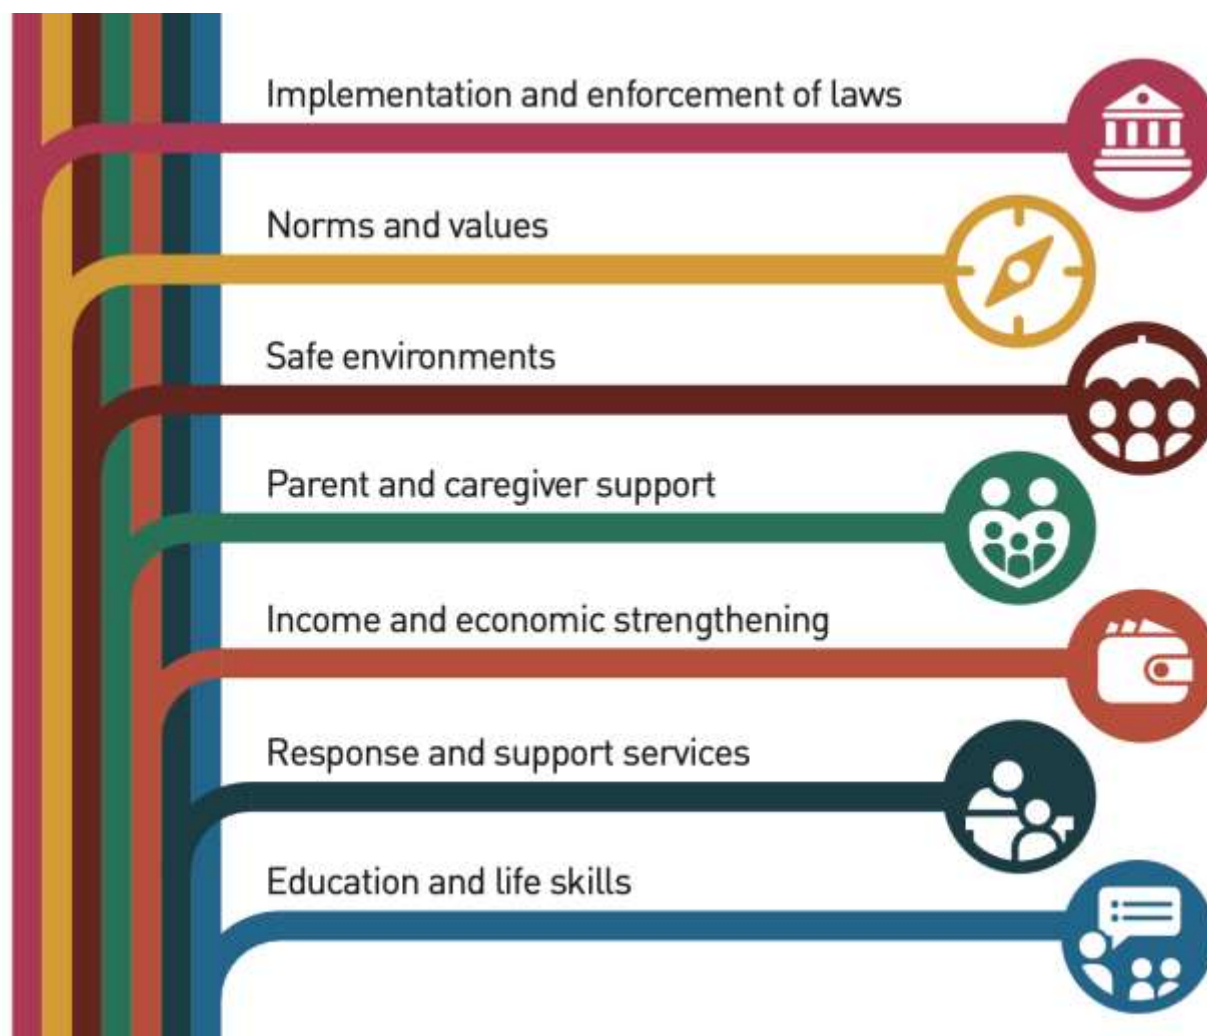 Implementation and enforcement of laws
Norms and values
Safe environments
Parent and caregiver support
Income and economic strengthening
Response and support services
Education and life skills